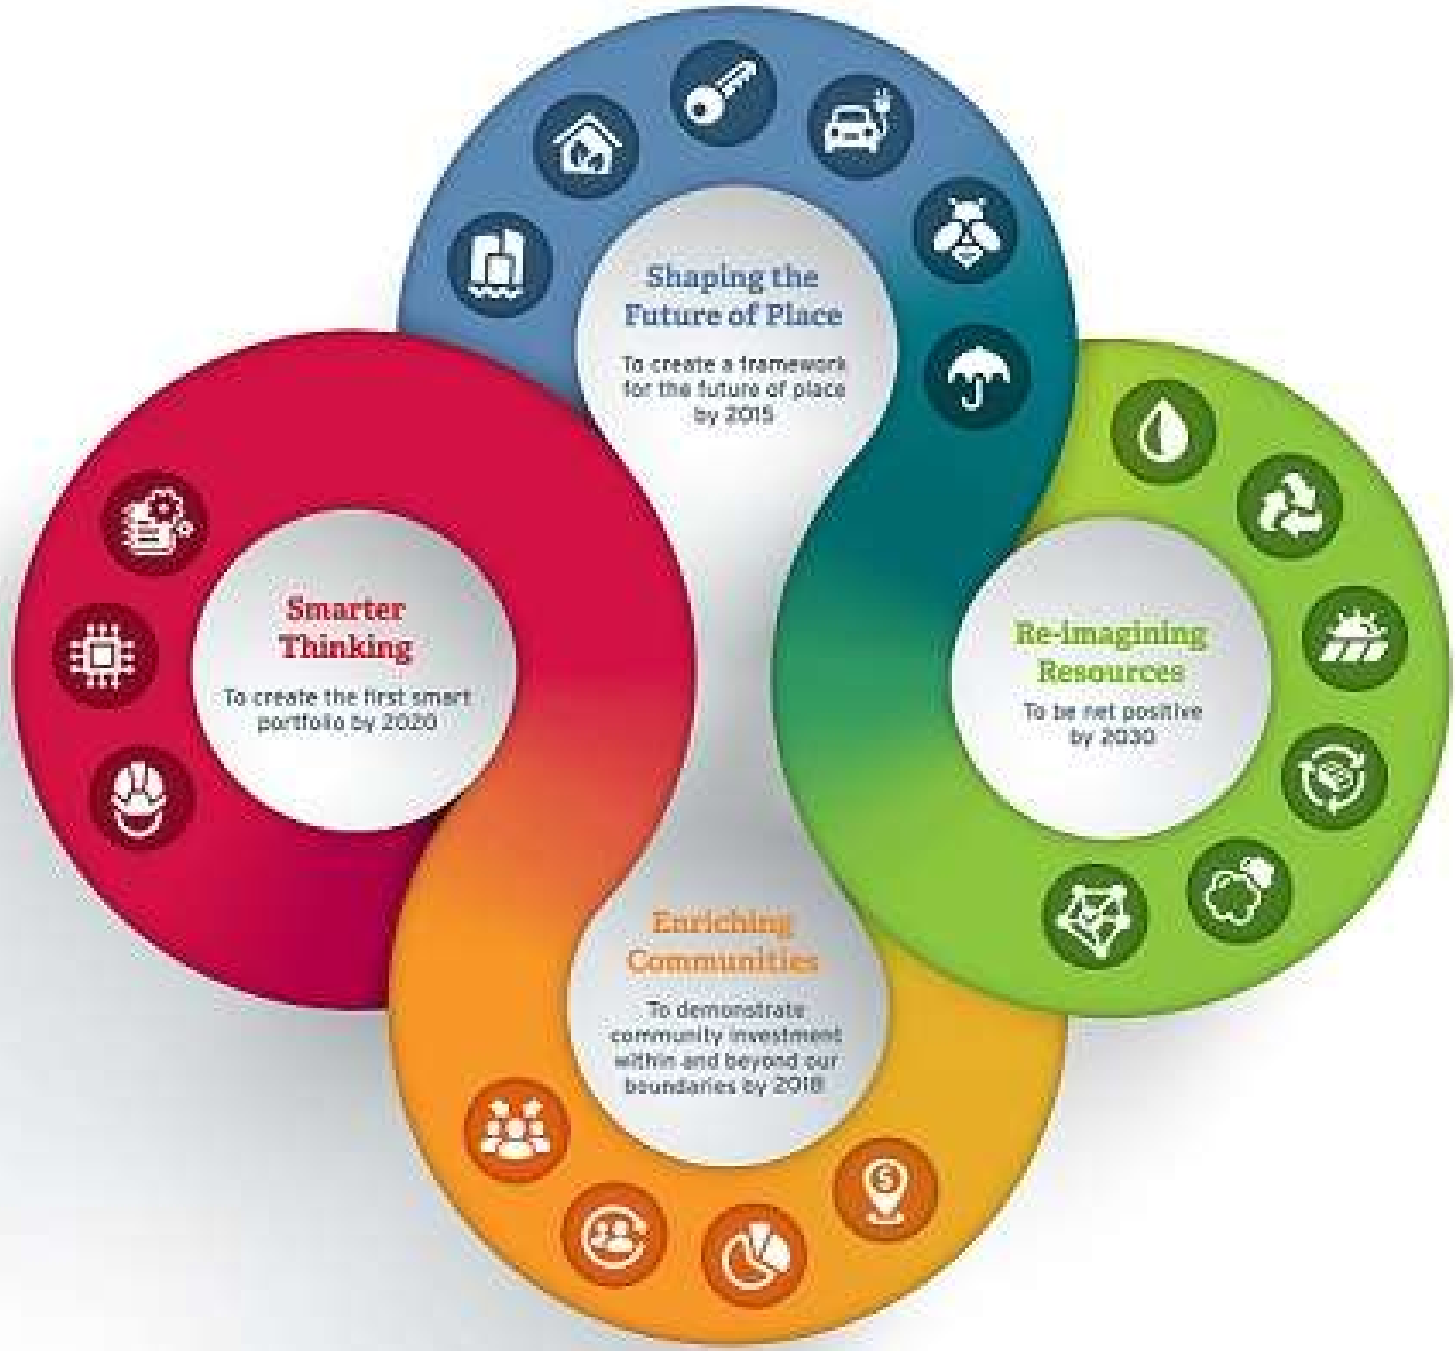 Shaping the
Future of Place
To create a framework
for the future of place
by 2015
Smarter
Thinking
To create the first smart
portfolio by 2020
Re-imagining
Resources
To be net positive
by 2030
Enriching
Communities
To demonstrate
community investment
within and beyond our
boundaries by 2018
$